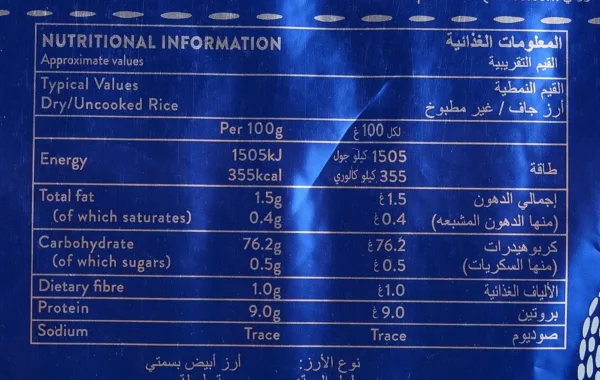 NUTRITIONAL INFORMATION المعلومات الغذائية
Approximate values القيم التقريبية
Typical Values القيم النمطية
Dry/Uncooked Rice أرز جاف / غير مطبوخ
Per 100g لكل 100 غ
Energy 1505kJ 1505 كيلو جول طاقة
355kcal 355 كيلو كالوري
Total fat 1.5g 1.5 غ إجمالي الدهون
(of which saturates) 0.4g 0.4 غ (منها الدهون المشبعه)
Carbohydrate 76.2g 76.2 غ كربوهيدرات
(of which sugars) 0.5g 0.5 غ (منها السكريات)
Dietary fibre 1.0g 1.0 غ الألياف الغذائية
Protein 9.0g 9.0 غ بروتين
Sodium Trace Trace صوديوم
نوع الأرز: أرز أبيض بسمتي